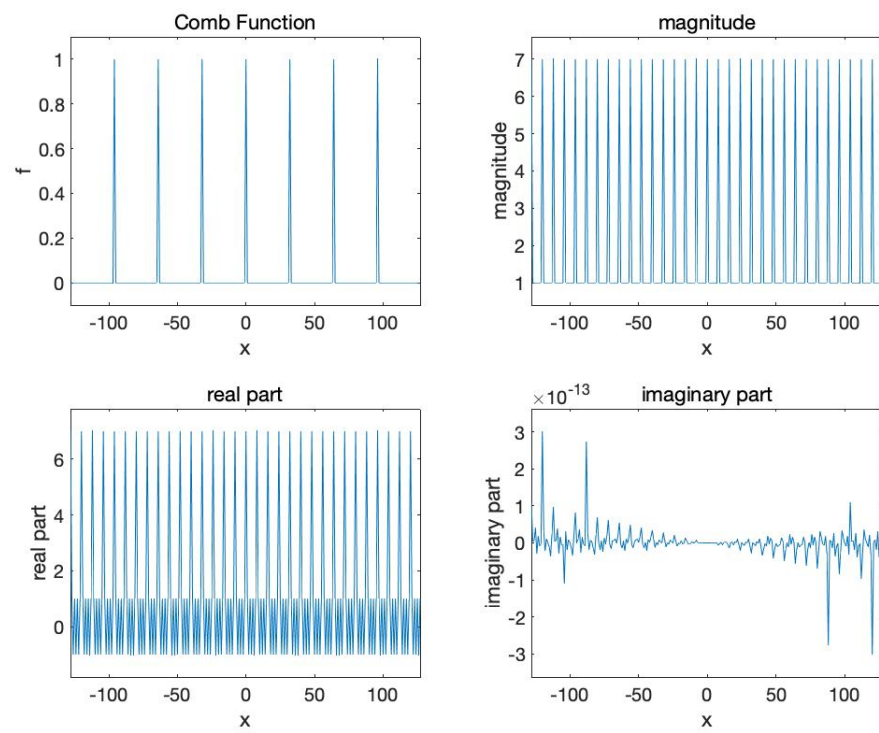 Comb Function
1
0.8
0.6
0.4
0.2
0
f
-100 -50 0 50 100
x
magnitude
7
6
5
4
3
2
1
magnitude
-100 -50 0 50 100
x
real part
6
4
2
0
real part
-100 -50 0 50 100
x
×10⁻¹³ imaginary part
3
2
1
0
-1
-2
-3
imaginary part
-100 -50 0 50 100
x